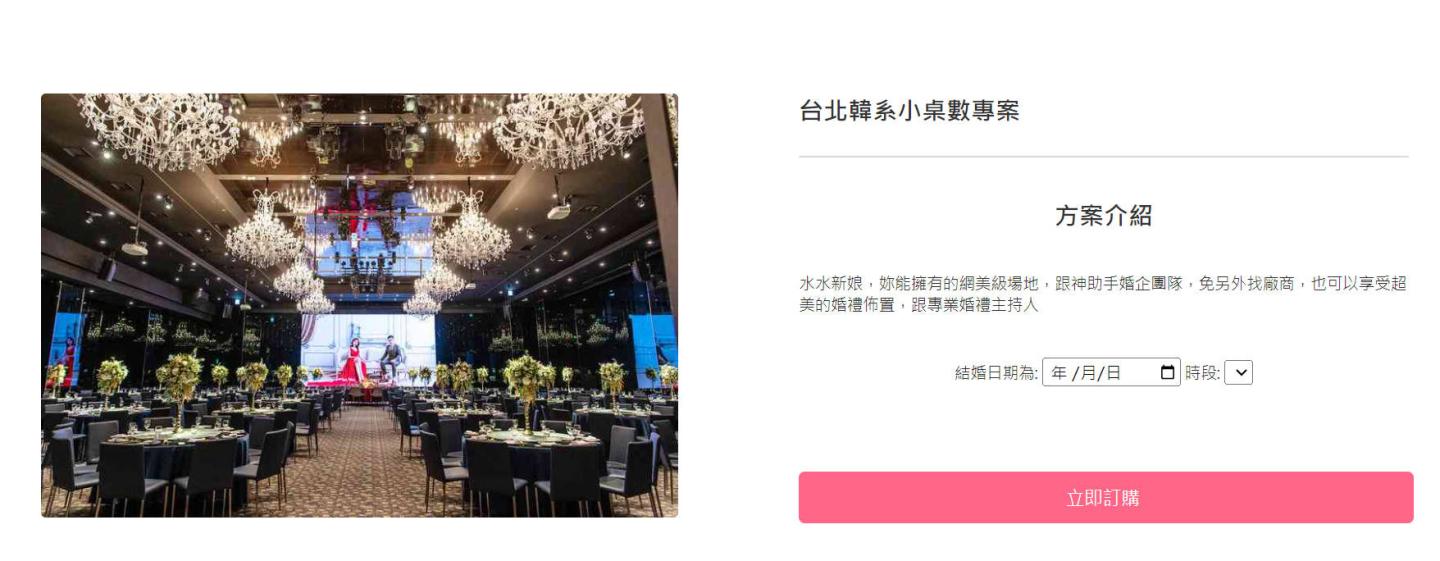 台北韓系小桌數專案
方案介紹
水水新娘，妳能擁有的網美級場地，跟神助手婚企團隊，免另外找廠商，也可以享受超
美的婚禮佈置，跟專業婚禮主持人
結婚日期為: 年 /月/日 時段:
立即訂購